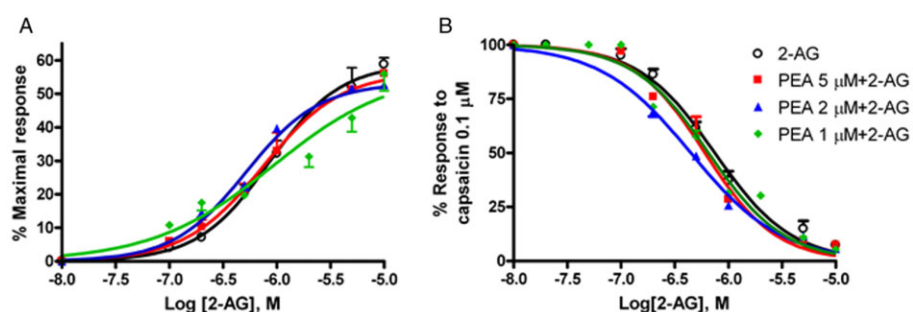 A
% Maximal response
60
50
40
30
20
10
0
-8.0 -7.5 -7.0 -6.5 -6.0 -5.5 -5.0
Log [2-AG], M
B
% Response to
capsaicin 0.1 μM
100
75
50
25
0
-8.0 -7.5 -7.0 -6.5 -6.0 -5.5 -5.0
Log[2-AG], M
2-AG
PEA 5 μM+2-AG
PEA 2 μM+2-AG
PEA 1 μM+2-AG